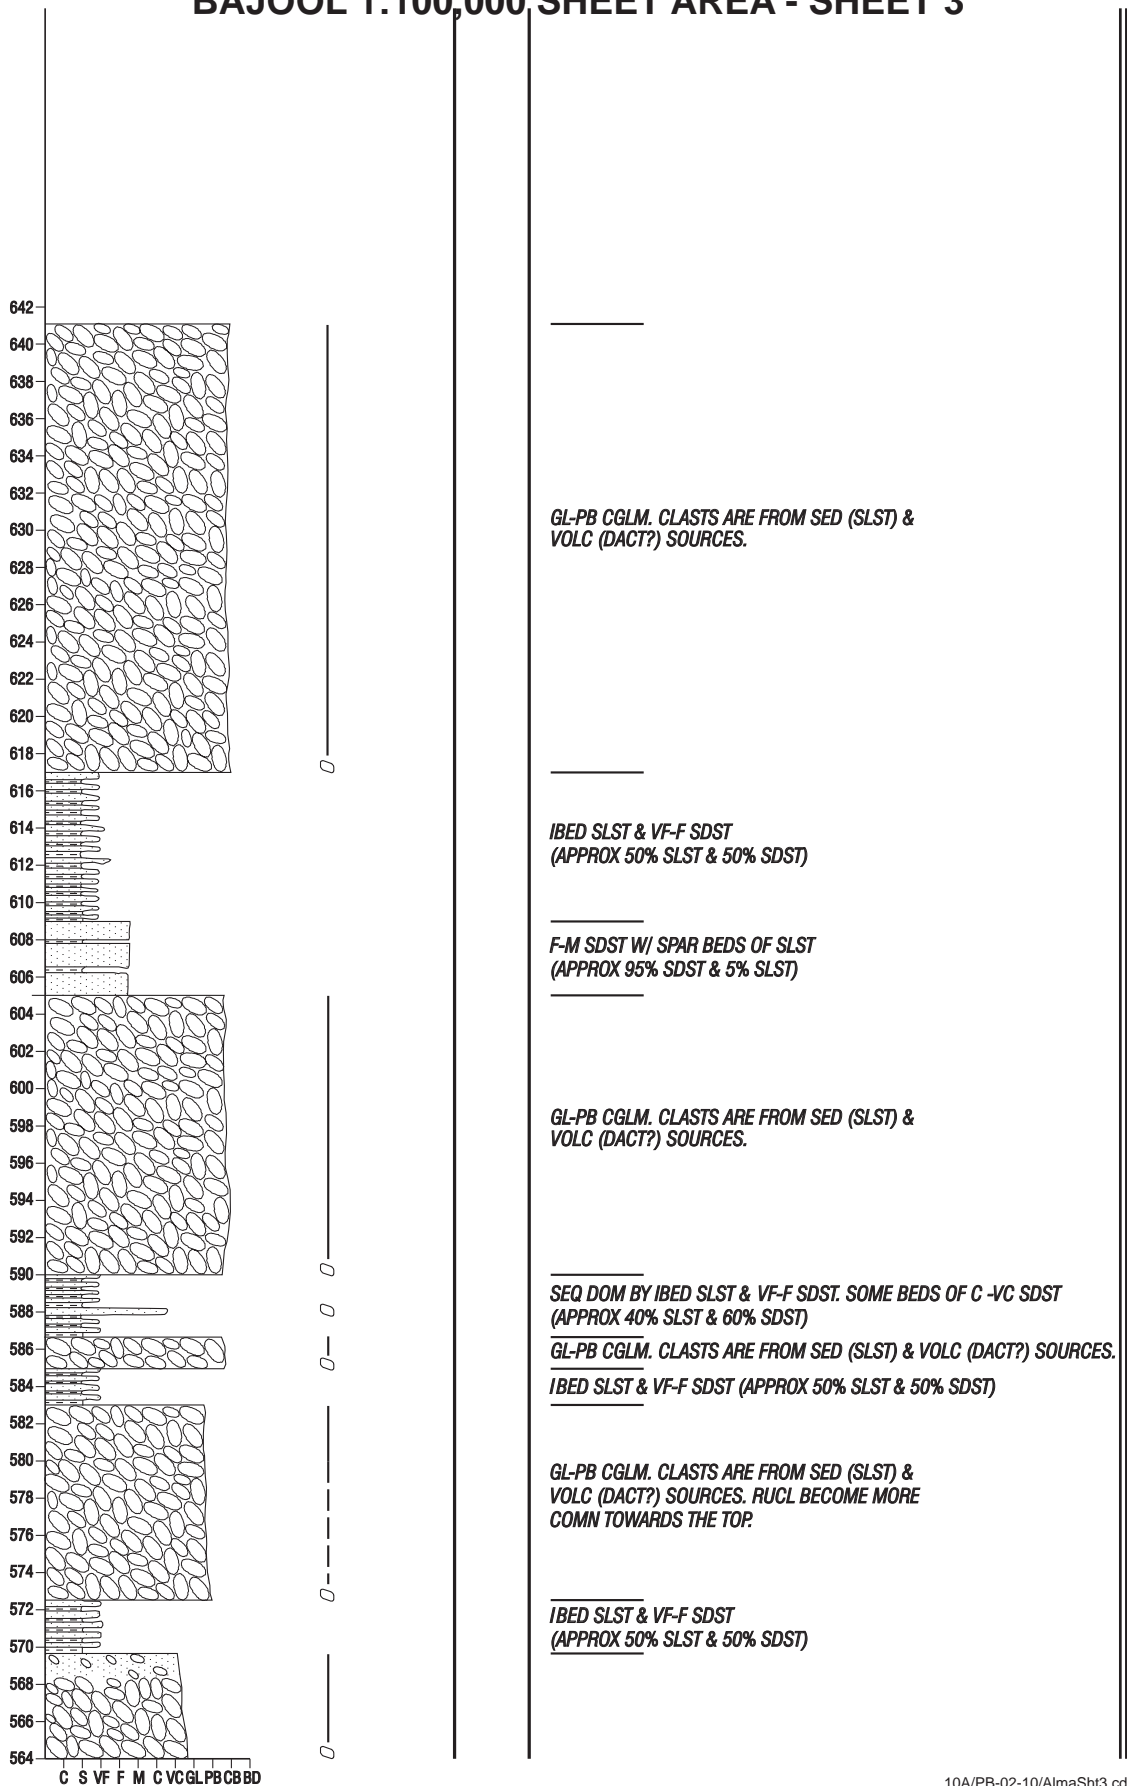 BAJOOL 1:100,000 SHEET AREA - SHEET 3
642
640
638
636
634
632
630
GL-PB CGLM. CLASTS ARE FROM SED (SLST) &
VOLC (DACT?) SOURCES.
628
626
624
622
620
618
616
614
IBED SLST & VF-F SDST
(APPROX 50% SLST & 50% SDST)
612
610
608
F-M SDST W/ SPAR BEDS OF SLST
(APPROX 95% SDST & 5% SLST)
606
604
602
600
598
GL-PB CGLM. CLASTS ARE FROM SED (SLST) &
VOLC (DACT?) SOURCES.
596
594
592
590
SEQ DOM BY IBED SLST & VF-F SDST. SOME BEDS OF C -VC SDST
(APPROX 40% SLST & 60% SDST)
588
586
GL-PB CGLM. CLASTS ARE FROM SED (SLST) & VOLC (DACT?) SOURCES.
584
IBED SLST & VF-F SDST (APPROX 50% SLST & 50% SDST)
582
580
GL-PB CGLM. CLASTS ARE FROM SED (SLST) &
VOLC (DACT?) SOURCES. RUCL BECOME MORE
COMN TOWARDS THE TOP.
578
576
574
572
IBED SLST & VF-F SDST
(APPROX 50% SLST & 50% SDST)
570
568
566
564
C S VF F M C VC GL PB CB BD
10A/PB-02-10/AlmaSht3.cd